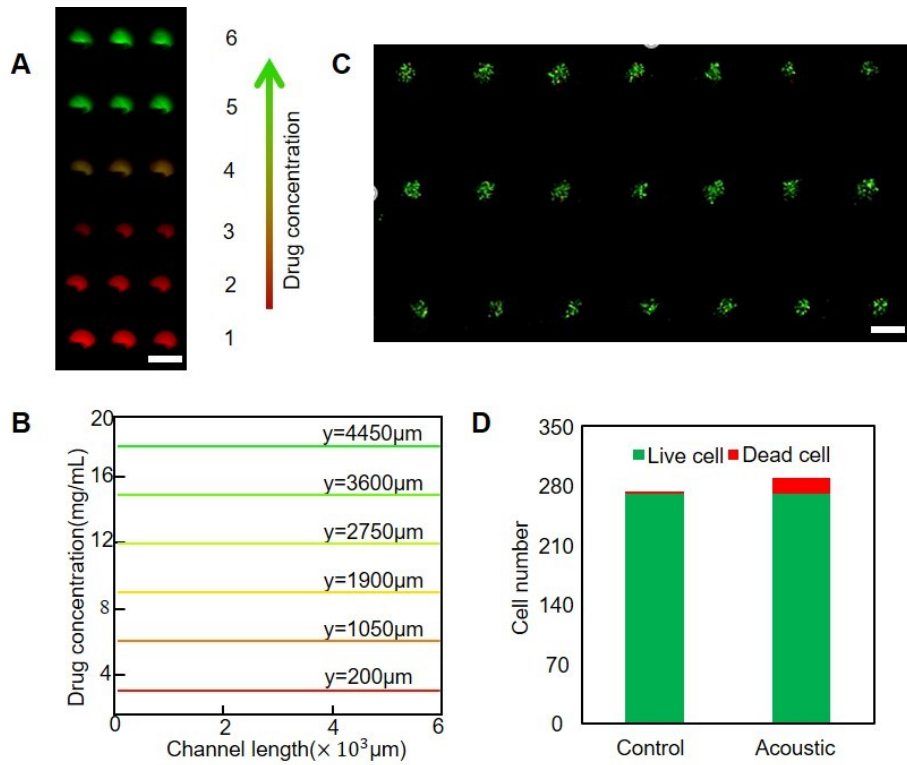 A
6
5
4
3
2
1
Drug concentration
C
B
Drug concentration(mg/mL)
20
16
12
8
4
0
2
4
6
y=4450μm
y=3600μm
y=2750μm
y=1900μm
y=1050μm
y=200μm
Channel length(× 10³μm)
D
Cell number
350
280
210
140
70
0
Live cell Dead cell
Control Acoustic